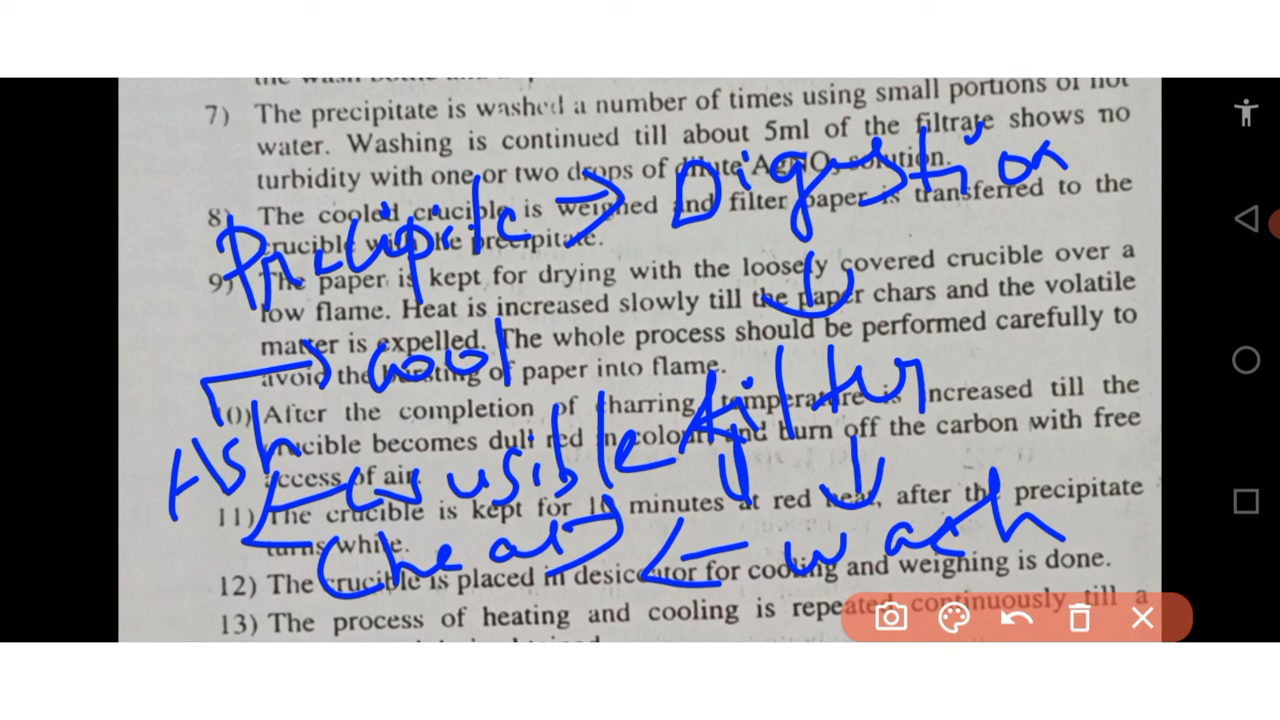 7) The precipitate is washed a number of times using small portions of hot
water. Washing is continued till about 5ml of the filtrate shows no
turbidity with one or two drops of dilute AgNO3 solution.
8) The cooled crucible is weighed and filter paper is transferred to the
crucible with the precipitate.
9) The paper is kept for drying with the loosely covered crucible over a
low flame. Heat is increased slowly till the paper chars and the volatile
matter is expelled. The whole process should be performed carefully to
avoid the bursting of paper into flame.
10) After the completion of charring, temperature is increased till the
crucible becomes dull red in colour and burn off the carbon with free
access of air.
11) The crucible is kept for 10 minutes at red heat, after the precipitate
turns white.
12) The crucible is placed in desiccator for cooling and weighing is done.
13) The process of heating and cooling is repeated continuously till a
Precipitate → Digestion
↓
filter
↓
wash
←
(heat)
←
Ash
→ cool